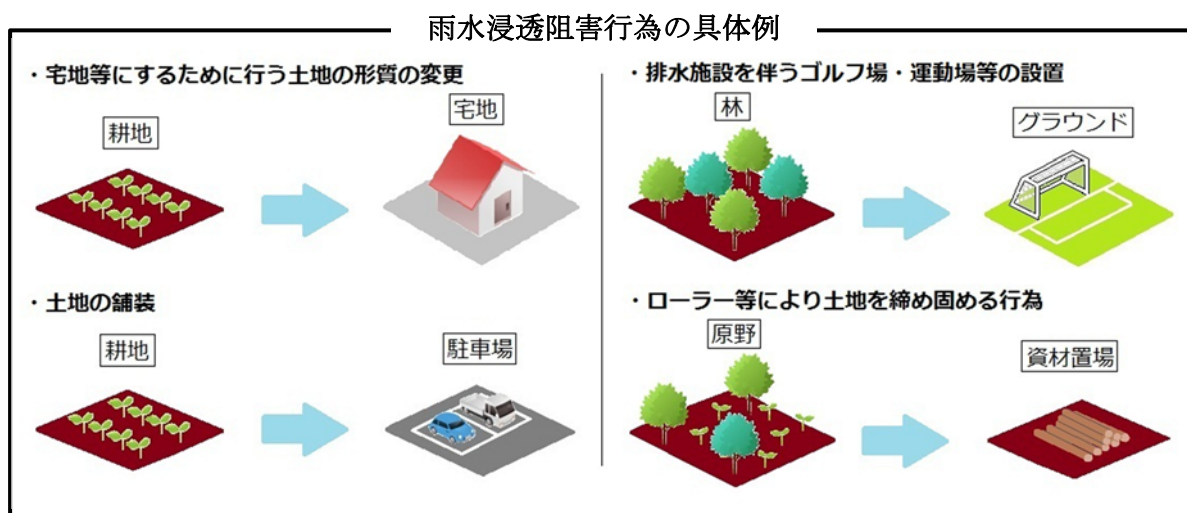 雨水浸透阻害行為の具体例
・宅地等にするために行う土地の形質の変更
耕地
宅地
・土地の舗装
耕地
駐車場
・排水施設を伴うゴルフ場・運動場等の設置
林
グラウンド
・ローラー等により土地を締め固める行為
原野
資材置場